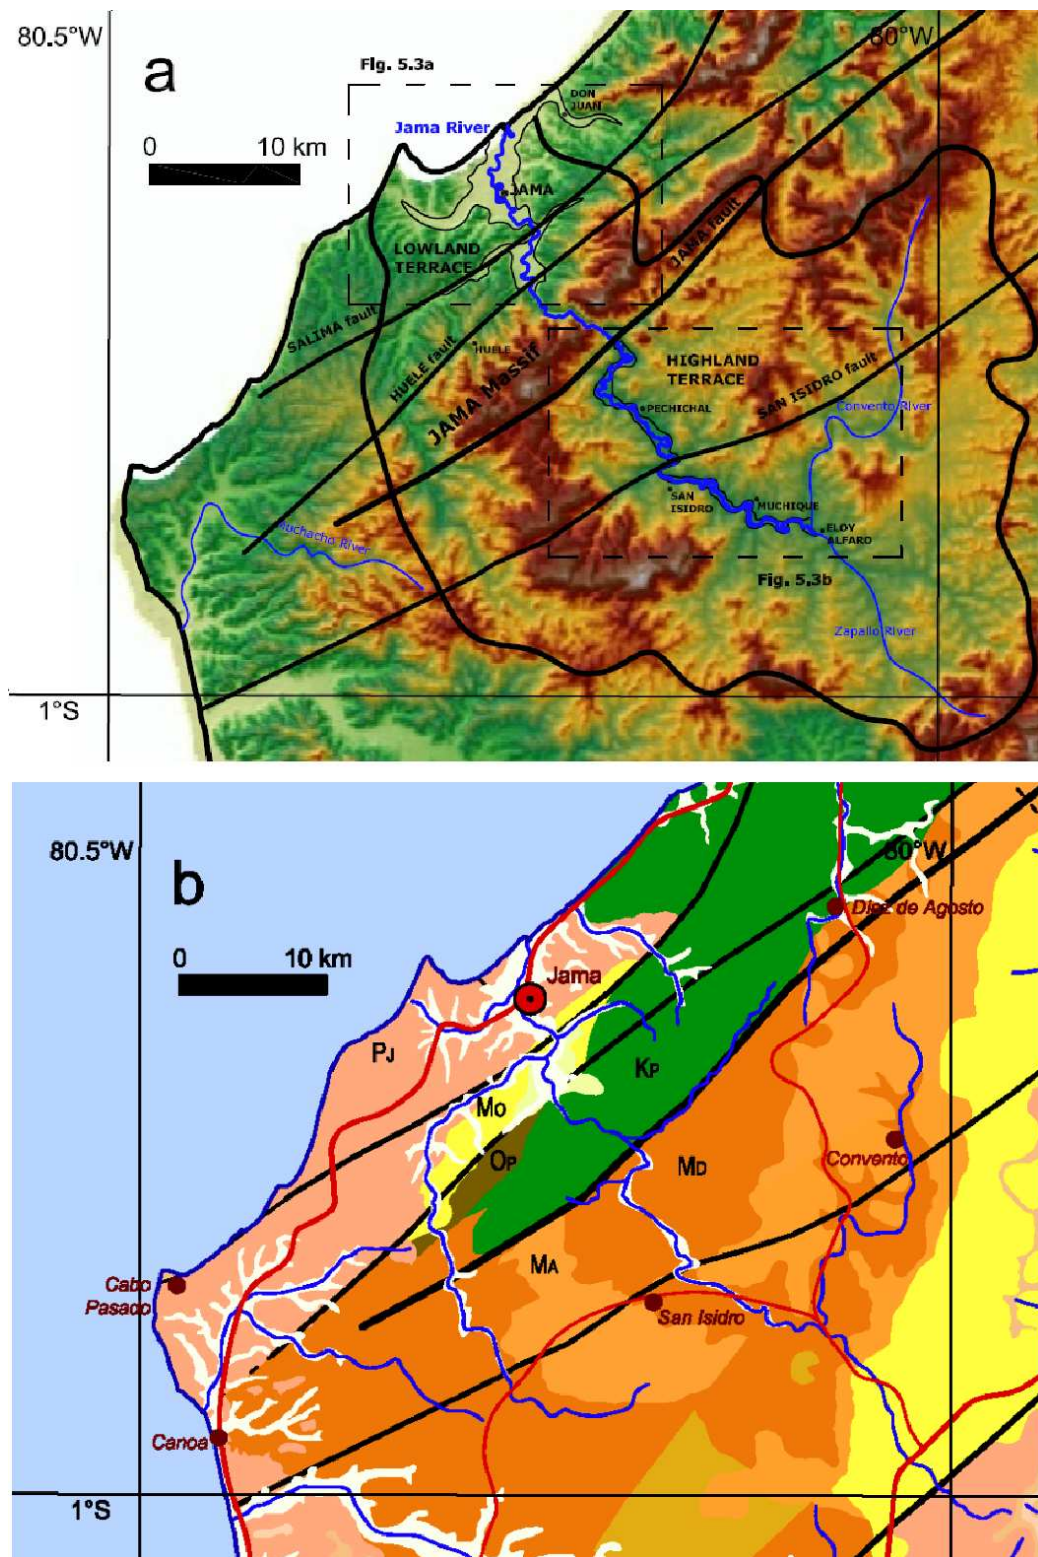 80.5°W
80°W
a
Fig. 5.3a
DON
JUAN
Jama River
0 10 km
JAMA
LOWLAND
TERRACE
JAMA fault
SALIMA fault
HUELE fault
HUELE
JAMA Massif
HIGHLAND
TERRACE
SAN ISIDRO fault
PECHICHAL
Convento River
SAN
ISIDRO
MUCHIQUE
ELOY
ALFARO
Muchacho River
Fig. 5.3b
Zapallo River
1°S
80.5°W
80°W
b
Diez de Agosto
0 10 km
Jama
PJ
KP
MO
OP
MD
Convento
MA
Cabo
Pasado
San Isidro
Canoa
1°S